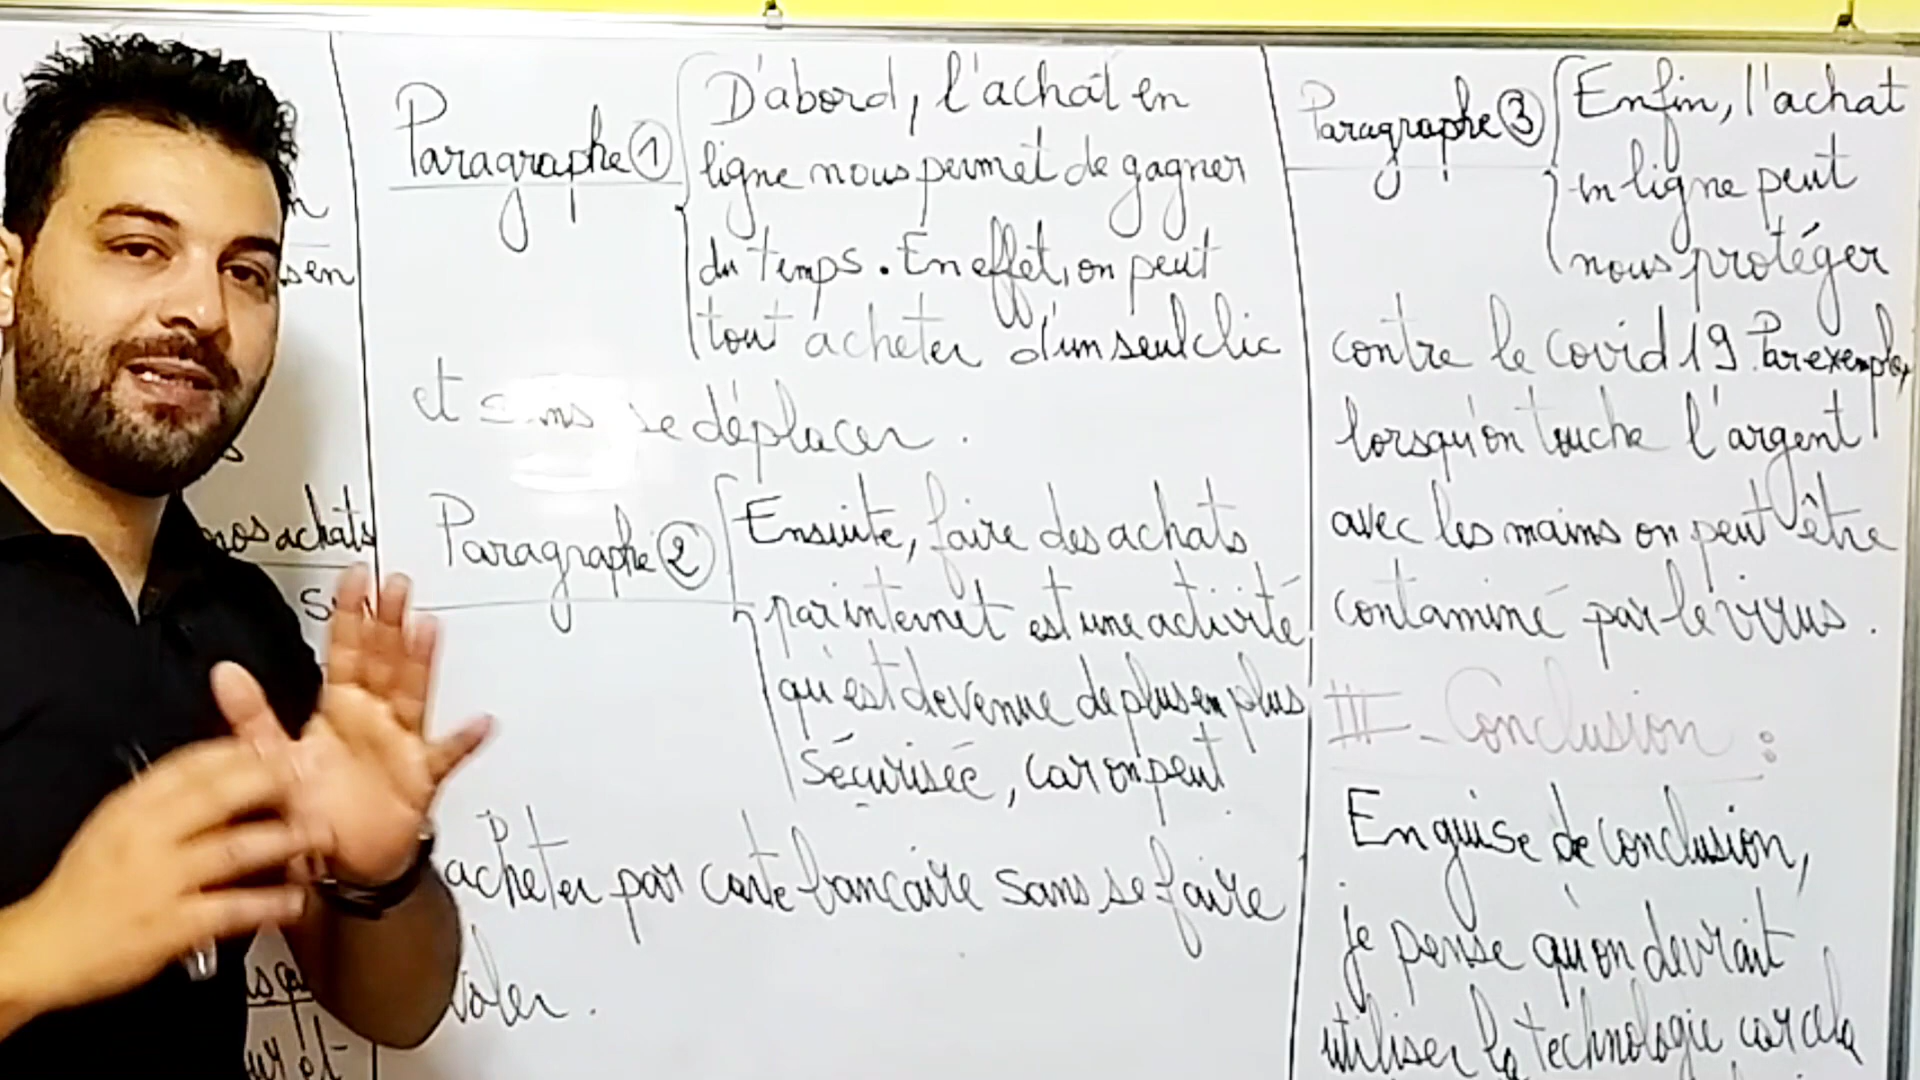 sen
nos achats
Paragraphe 1
D'abord, l'achat en
ligne nous permet de gagner
du temps. En effet, on peut
tout acheter d'un seul clic
et sans se déplacer.
Paragraphe 2
Ensuite, faire des achats
par internet est une activité
qui est devenue de plus en plus
sécurisée, car on peut
acheter par carte bancaire sans se faire
voler.
Paragraphe 3
Enfin, l'achat
en ligne peut
nous protéger
contre le covid 19. Par exemple,
lorsqu'on touche l'argent
avec les mains on peut être
contaminé par le virus.
III - Conclusion :
En guise de conclusion,
je pense qu'on devrait
utiliser la technologie car cela